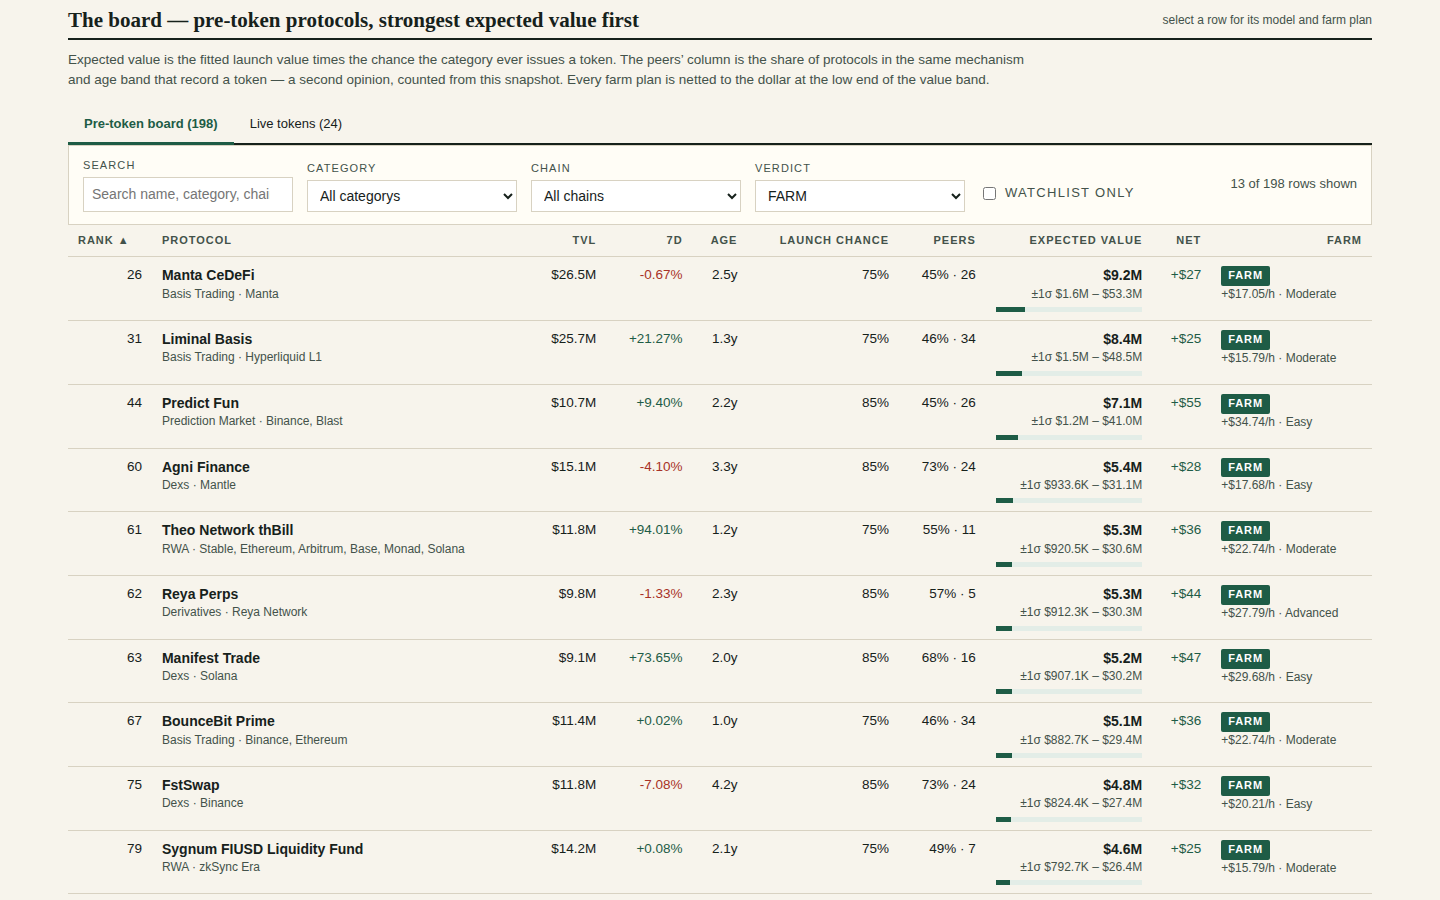 The board — pre-token protocols, strongest expected value first
select a row for its model and farm plan
Expected value is the fitted launch value times the chance the category ever issues a token. The peers’ column is the share of protocols in the same mechanism
and age band that record a token — a second opinion, counted from this snapshot. Every farm plan is netted to the dollar at the low end of the value band.
Pre-token board (198) Live tokens (24)
SEARCH CATEGORY CHAIN VERDICT
Search name, category, chai All categorys All chains FARM WATCHLIST ONLY 13 of 198 rows shown
RANK ▲ PROTOCOL TVL 7D AGE LAUNCH CHANCE PEERS EXPECTED VALUE NET FARM
26 Manta CeDeFi $26.5M -0.67% 2.5y 75% 45% · 26 $9.2M +$27 FARM
Basis Trading · Manta ±1σ $1.6M – $53.3M +$17.05/h · Moderate
31 Liminal Basis $25.7M +21.27% 1.3y 75% 46% · 34 $8.4M +$25 FARM
Basis Trading · Hyperliquid L1 ±1σ $1.5M – $48.5M +$15.79/h · Moderate
44 Predict Fun $10.7M +9.40% 2.2y 85% 45% · 26 $7.1M +$55 FARM
Prediction Market · Binance, Blast ±1σ $1.2M – $41.0M +$34.74/h · Easy
60 Agni Finance $15.1M -4.10% 3.3y 85% 73% · 24 $5.4M +$28 FARM
Dexs · Mantle ±1σ $933.6K – $31.1M +$17.68/h · Easy
61 Theo Network thBill $11.8M +94.01% 1.2y 75% 55% · 11 $5.3M +$36 FARM
RWA · Stable, Ethereum, Arbitrum, Base, Monad, Solana ±1σ $920.5K – $30.6M +$22.74/h · Moderate
62 Reya Perps $9.8M -1.33% 2.3y 85% 57% · 5 $5.3M +$44 FARM
Derivatives · Reya Network ±1σ $912.3K – $30.3M +$27.79/h · Advanced
63 Manifest Trade $9.1M +73.65% 2.0y 85% 68% · 16 $5.2M +$47 FARM
Dexs · Solana ±1σ $907.1K – $30.2M +$29.68/h · Easy
67 BounceBit Prime $11.4M +0.02% 1.0y 75% 46% · 34 $5.1M +$36 FARM
Basis Trading · Binance, Ethereum ±1σ $882.7K – $29.4M +$22.74/h · Moderate
75 FstSwap $11.8M -7.08% 4.2y 85% 73% · 24 $4.8M +$32 FARM
Dexs · Binance ±1σ $824.4K – $27.4M +$20.21/h · Easy
79 Sygnum FIUSD Liquidity Fund $14.2M +0.08% 2.1y 75% 49% · 7 $4.6M +$25 FARM
RWA · zkSync Era ±1σ $792.7K – $26.4M +$15.79/h · Moderate